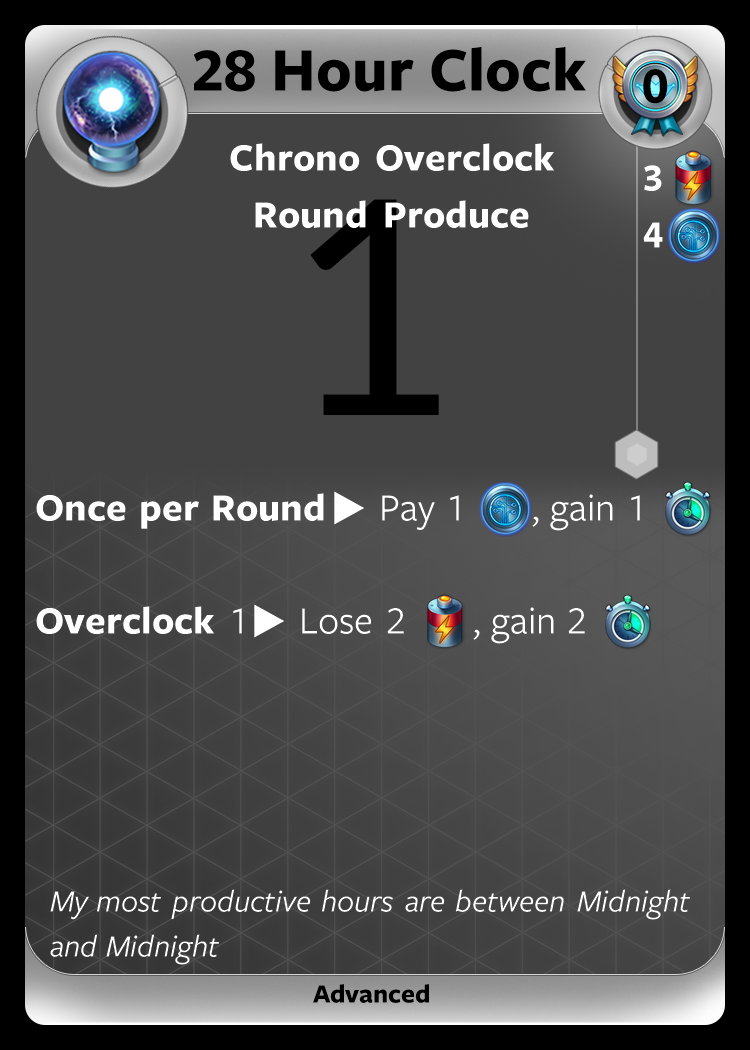 28 Hour Clock
0
Chrono Overclock
3
Round Produce
4
1
Once per Round▶ Pay 1 , gain 1
Overclock 1▶ Lose 2 , gain 2
My most productive hours are between Midnight
and Midnight
Advanced